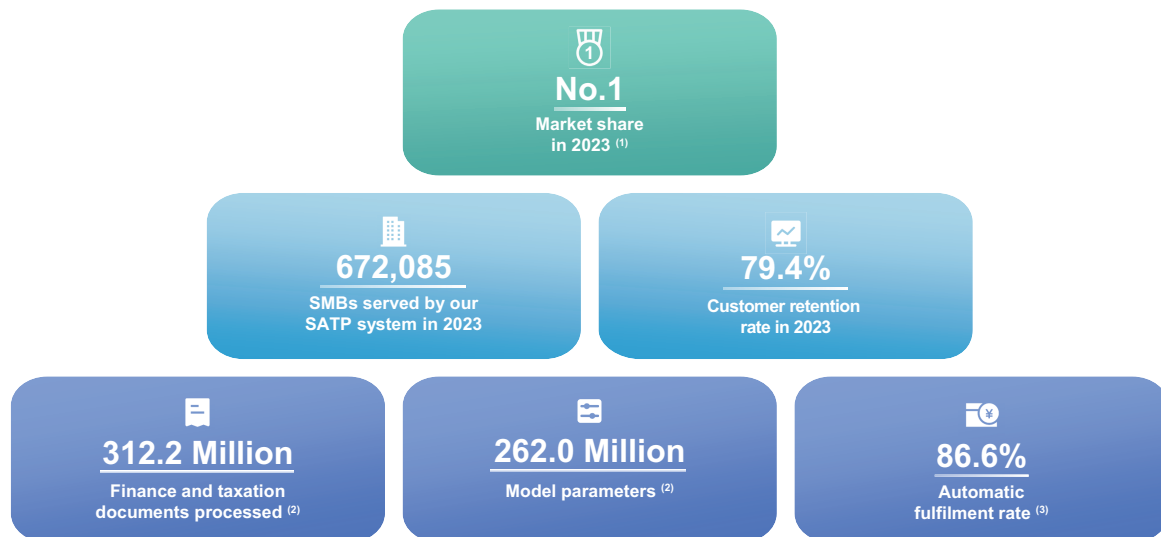 1
No.1
Market share
in 2023 (1)
672,085
SMBs served by our
SATP system in 2023
79.4%
Customer retention
rate in 2023
312.2 Million
Finance and taxation
documents processed (2)
262.0 Million
Model parameters (2)
¥
86.6%
Automatic
fulfilment rate (3)